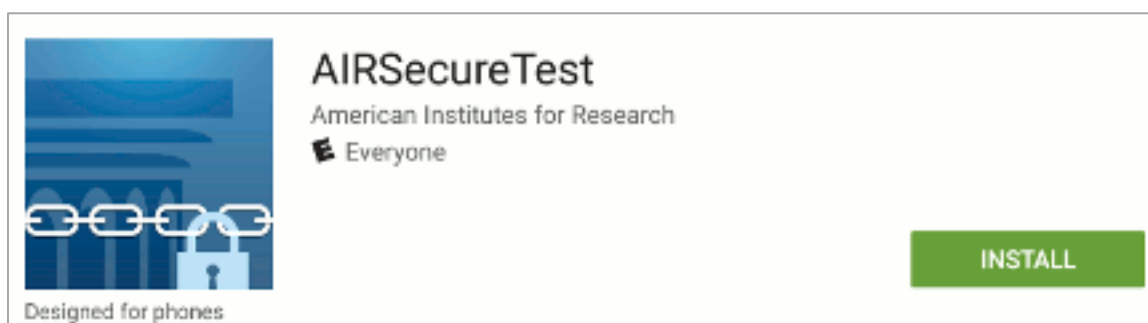 AIRSecureTest
American Institutes for Research
E Everyone
INSTALL
Designed for phones